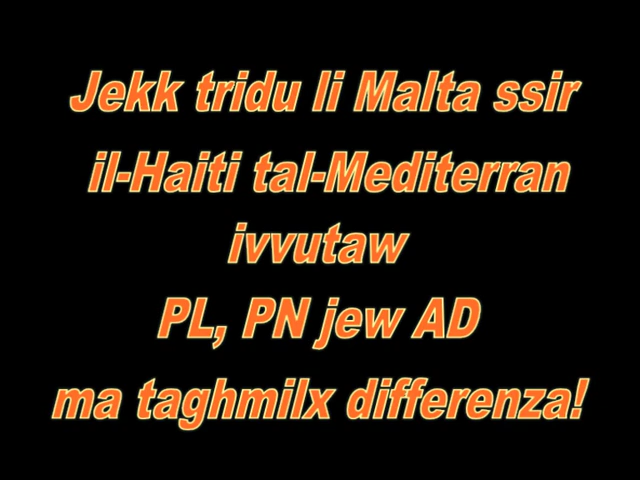 Jekk tridu li Malta ssir
il-Haiti tal-Mediterran
ivvutaw
PL, PN jew AD
ma taghmilx differenza!